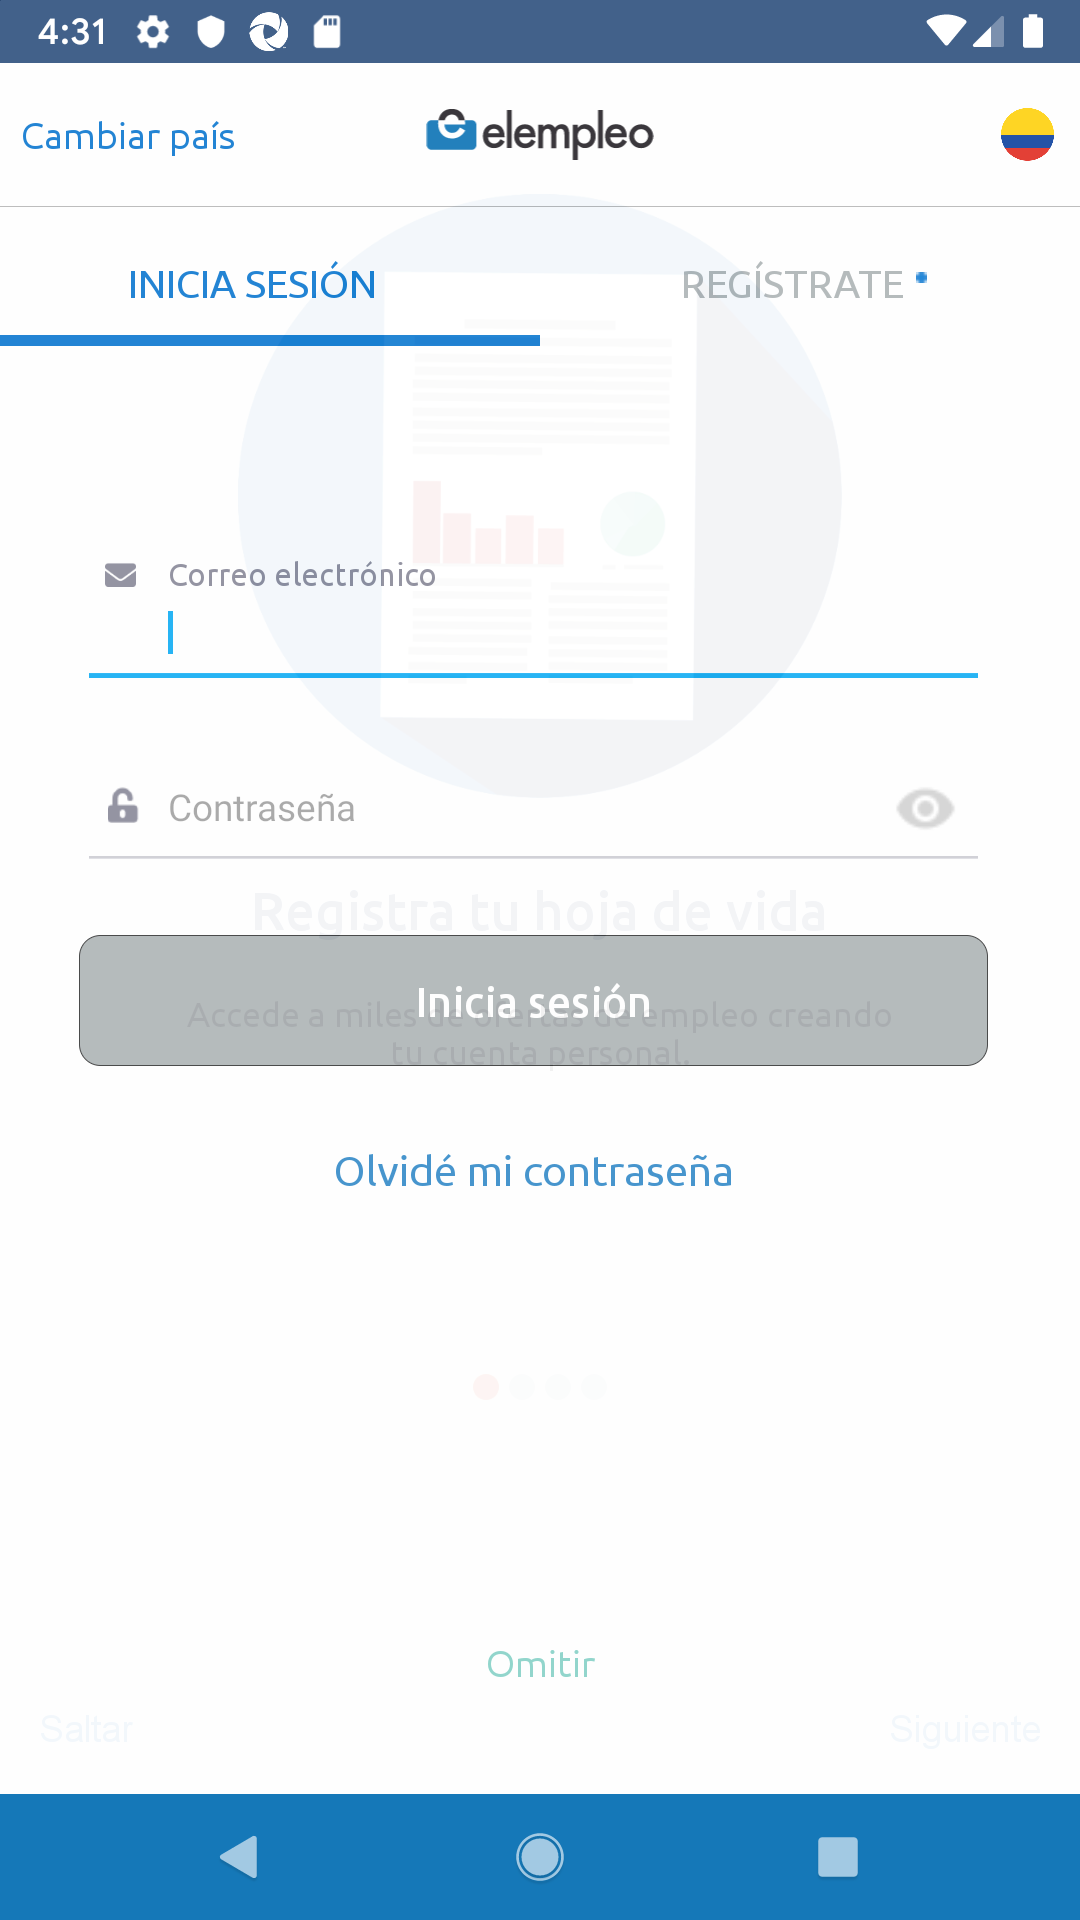 4:31
Cambiar país
elempleo
INICIA SESIÓN
REGÍSTRATE
Correo electrónico
Contraseña
Registra tu hoja de vida
Inicia sesión
Accede a miles de ofertas de empleo creando
tu cuenta personal.
Olvidé mi contraseña
Omitir
Saltar
Siguiente